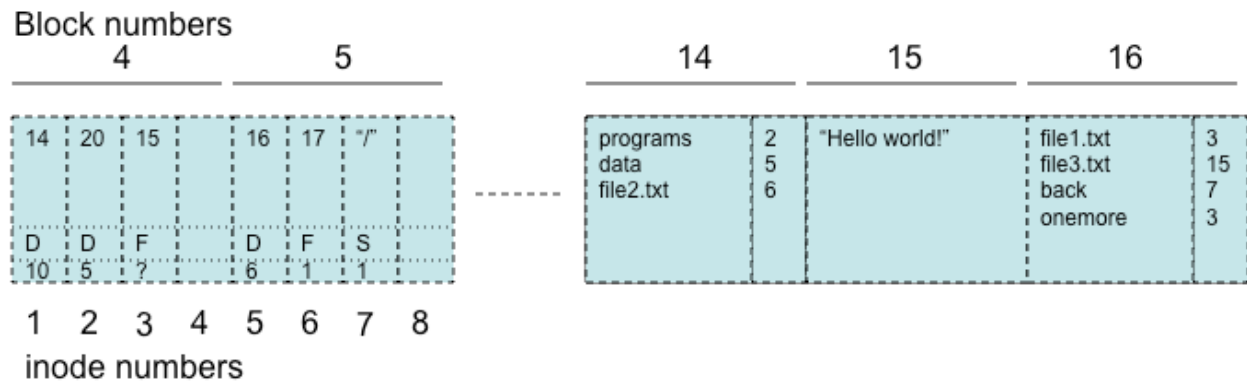 Block numbers
4 5 14 15 16
14 20 15 16 17 “/” programs 2 “Hello world!” file1.txt 3
data 5 file3.txt 15
file2.txt 6 back 7
onemore 3
D D F D F S
10 5 ? 6 1 1
1 2 3 4 5 6 7 8
inode numbers